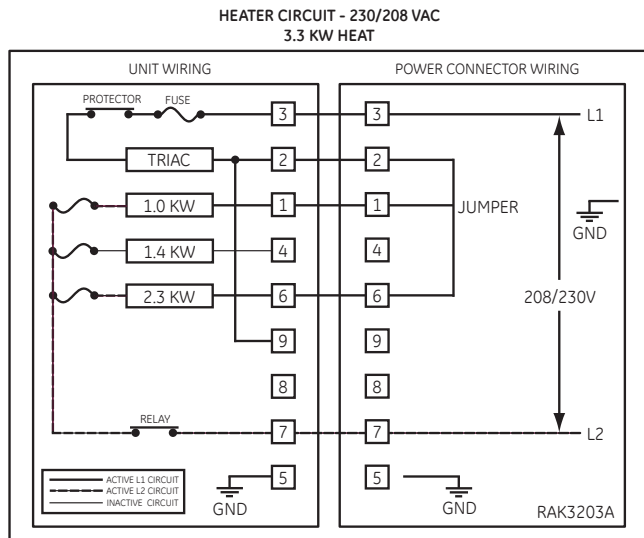 HEATER CIRCUIT - 230/208 VAC
3.3 KW HEAT
UNIT WIRING
POWER CONNECTOR WIRING
PROTECTOR
FUSE
3
3
L1
TRIAC
2
2
1.0 KW
1
1
JUMPER
GND
1.4 KW
4
4
2.3 KW
6
6
208/230V
9
9
8
8
RELAY
7
7
L2
ACTIVE L1 CIRCUIT
ACTIVE L2 CIRCUIT
INACTIVE CIRCUIT
5
5
GND
GND
RAK3203A